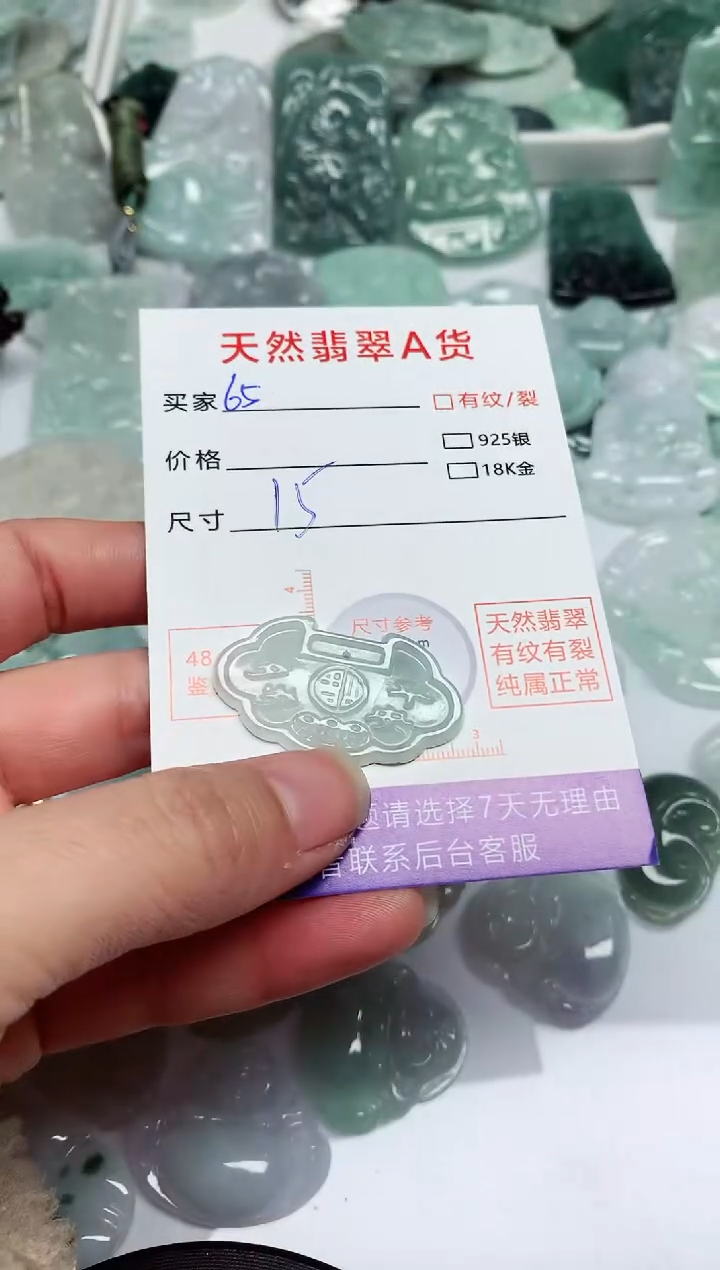 天然翡翠A货
买家 65
有纹/裂
价格
925银
18K金
尺寸 15
4
尺寸参考
m
48
鉴
天然翡翠
有纹有裂
纯属正常
3
请选择7天无理由
联系后台客服